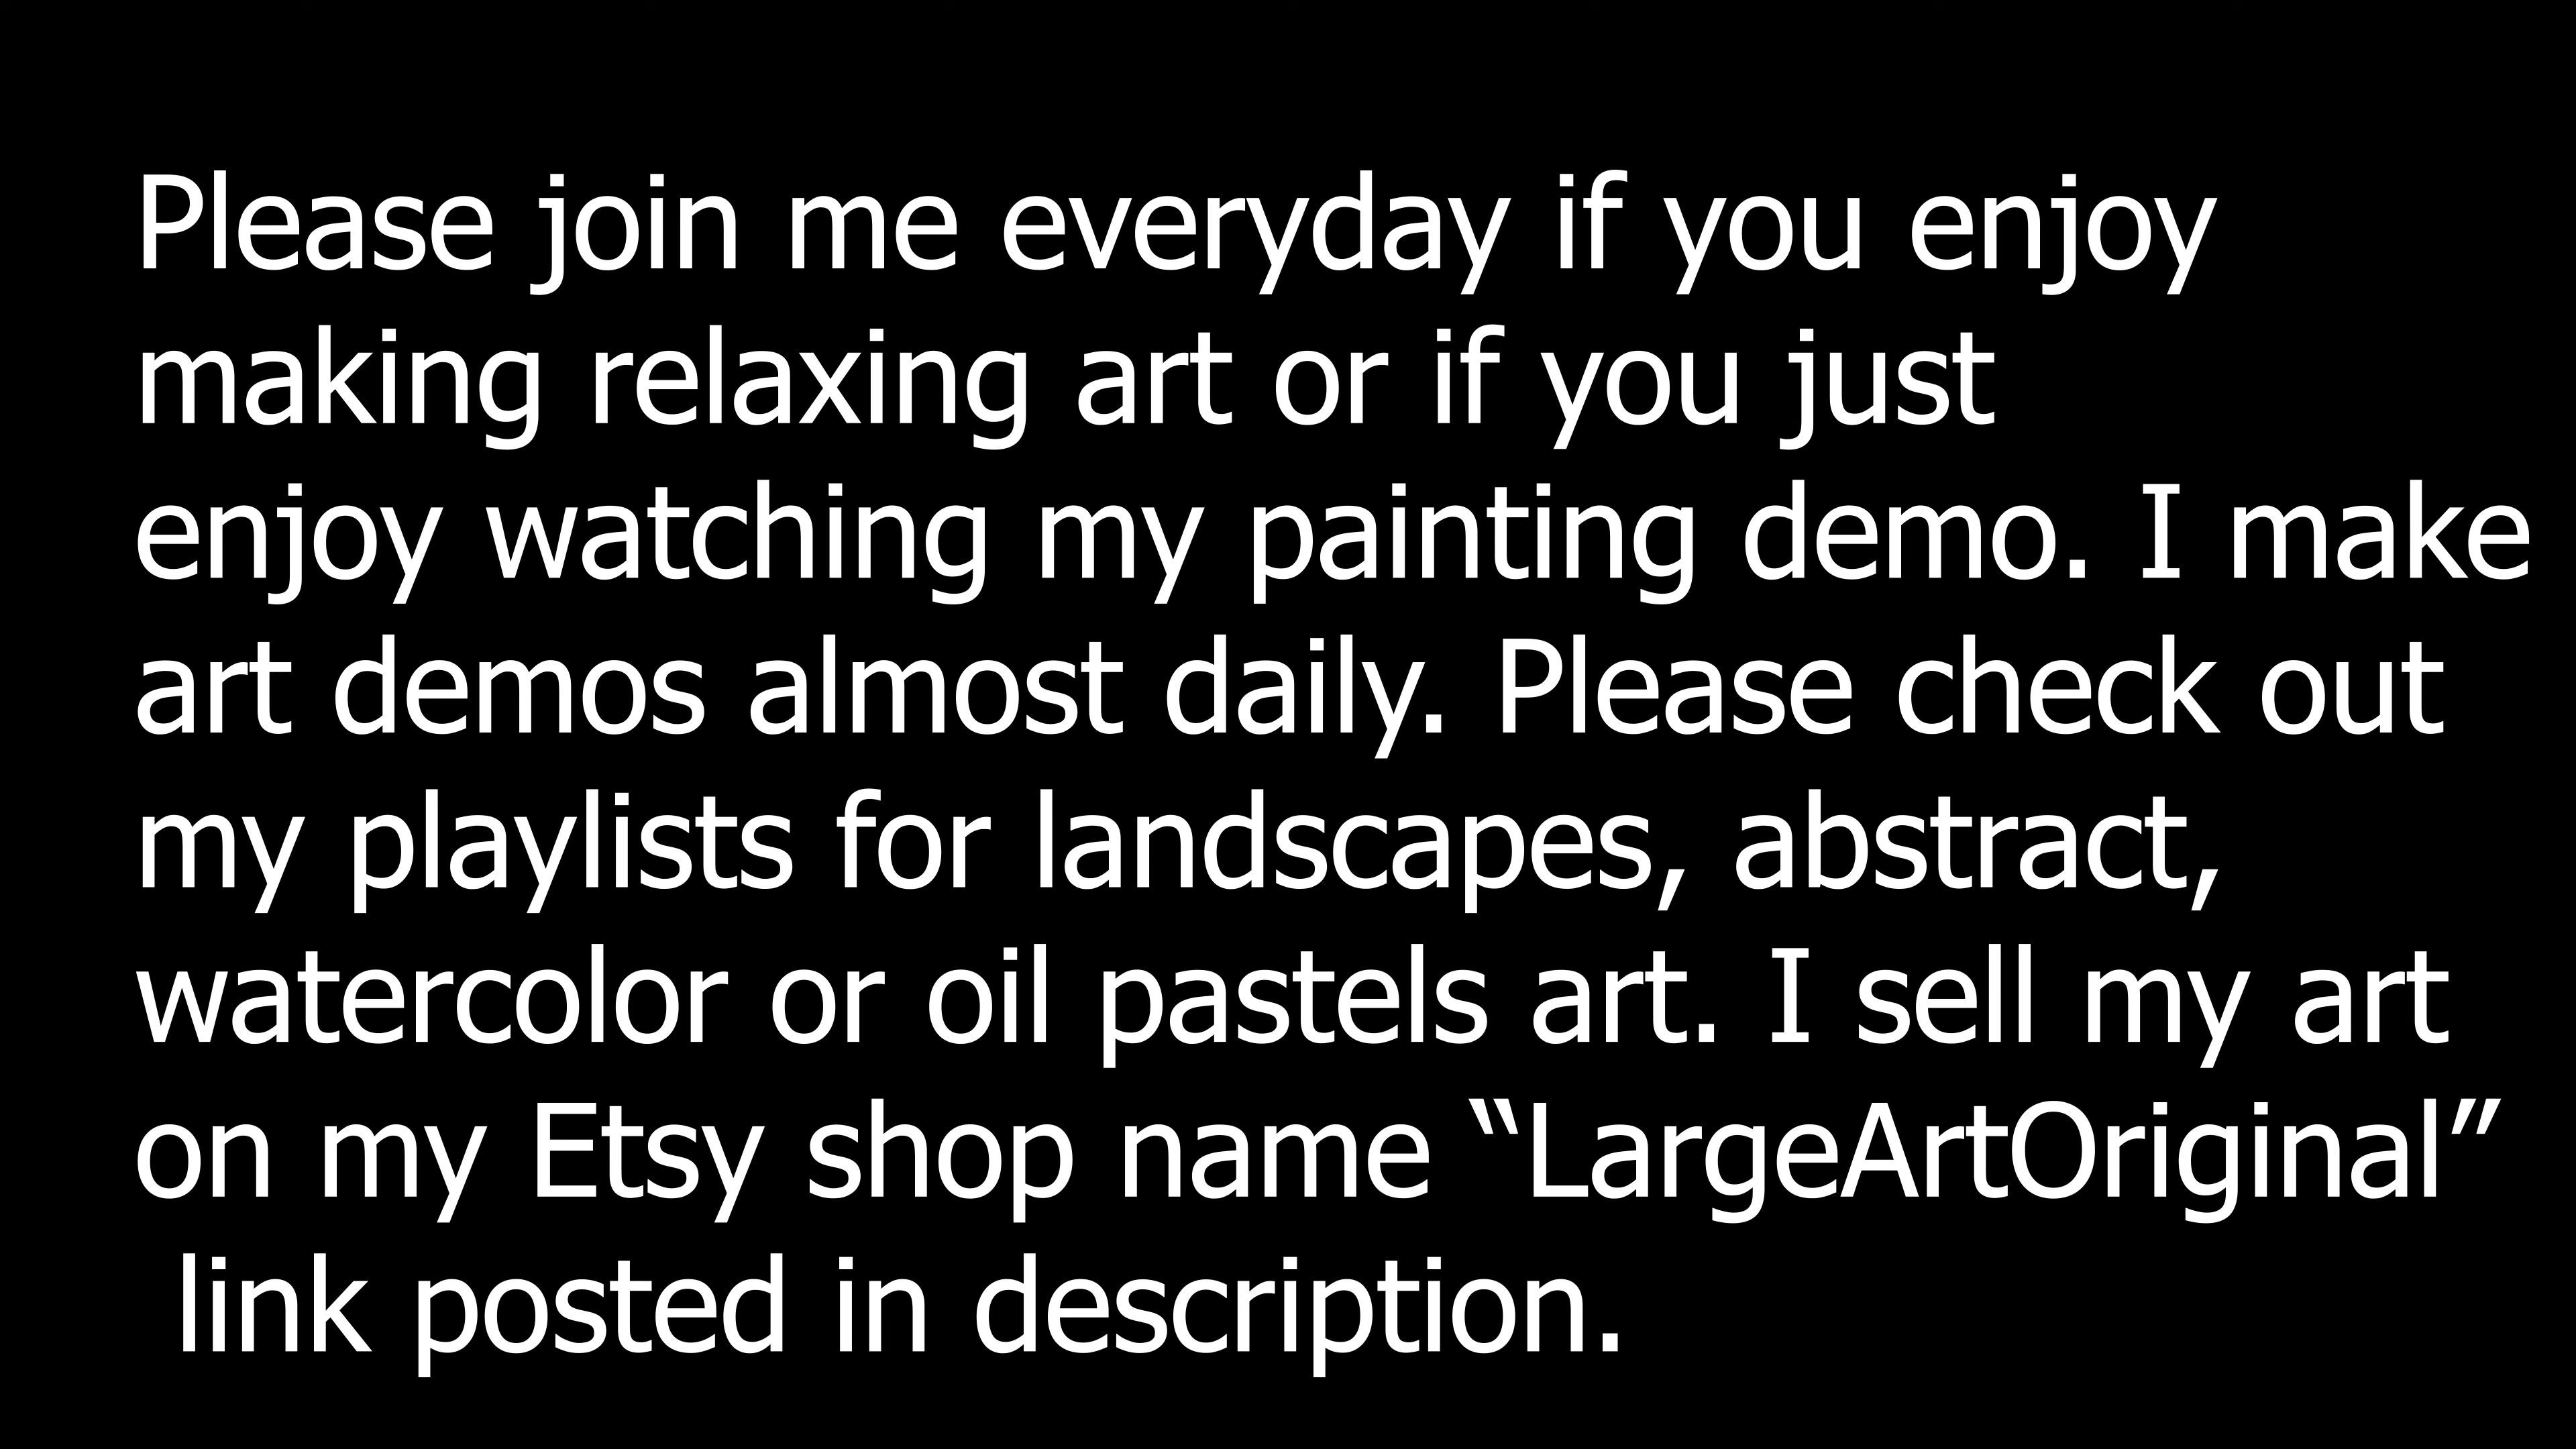 Please join me everyday if you enjoy
making relaxing art or if you just
enjoy watching my painting demo. I make
art demos almost daily. Please check out
my playlists for landscapes, abstract,
watercolor or oil pastels art. I sell my art
on my Etsy shop name “LargeArtOriginal”
link posted in description.